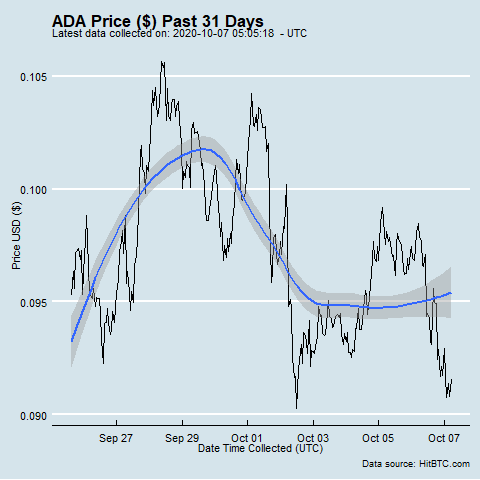 ADA Price ($) Past 31 Days
Latest data collected on: 2020-10-07 05:05:18 - UTC
0.105
0.100
0.095
0.090
Price USD ($)
Sep 27 Sep 29 Oct 01 Oct 03 Oct 05 Oct 07
Date Time Collected (UTC)
Data source: HitBTC.com